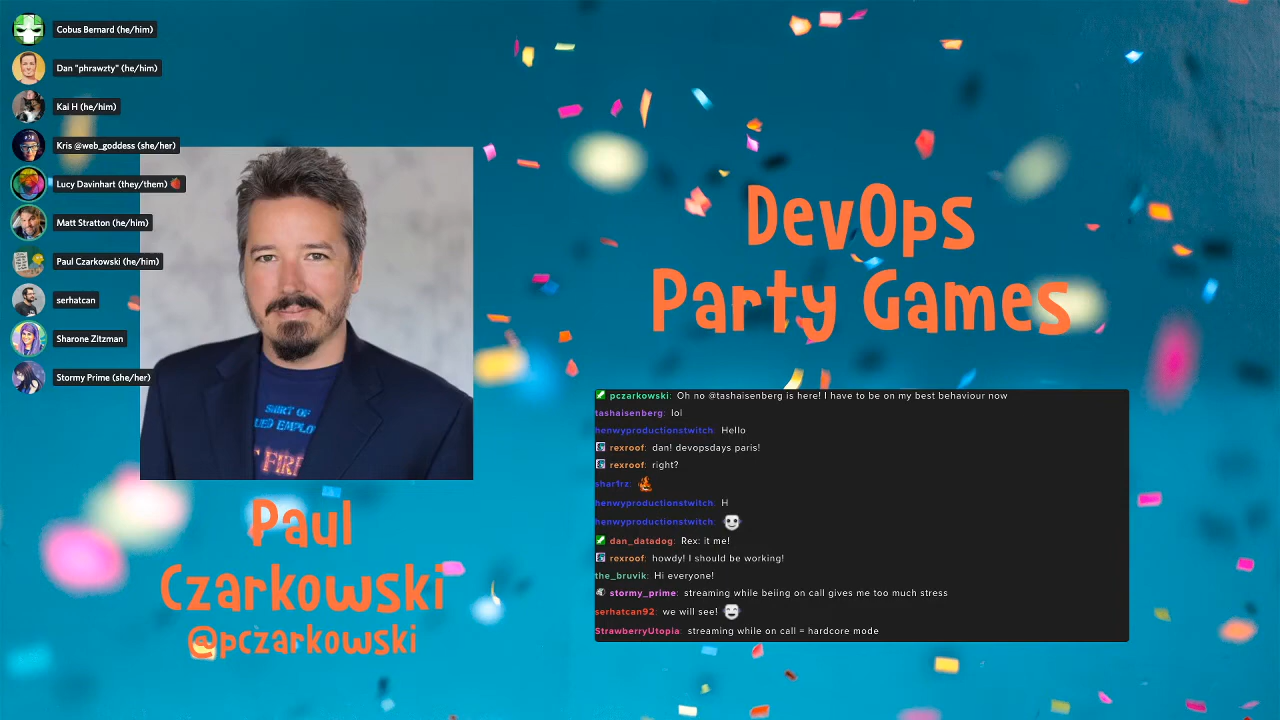 Cobus Bernard (he/him)
Dan "phrawzty" (he/him)
Kai H (he/him)
Kris @web_goddess (she/her)
Lucy Davinhart (they/them)
Matt Stratton (he/him)
Paul Czarkowski (he/him)
serhatcan
Sharone Zitzman
Stormy Prime (she/her)
SHIRT OF
FIRE
Paul
Czarkowski
@pczarkowski
DevOps
Party Games
pczarkowski: Oh no @tashaisenberg is here! I have to be on my best behaviour now
tashaisenberg: lol
henwyproductionstwitch: Hello
rexroof: dan! devopsdays paris!
rexroof: right?
shar1rz:
henwyproductionstwitch: H
henwyproductionstwitch:
dan_datadog: Rex: it me!
rexroof: howdy! I should be working!
the_bruvik: Hi everyone!
stormy_prime: streaming while beiing on call gives me too much stress
serhatcan92: we will see!
StrawberryUtopia: streaming while on call = hardcore mode